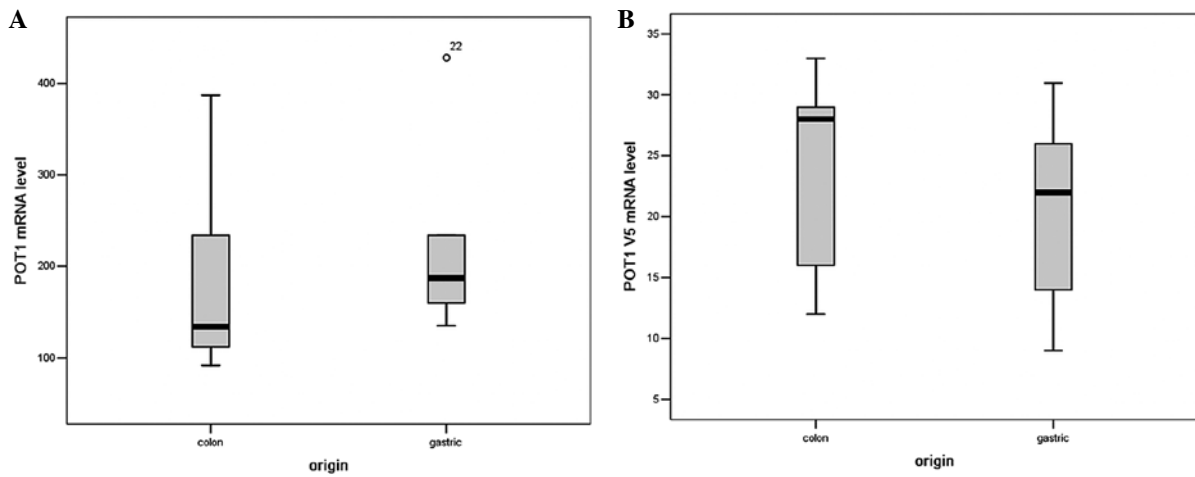 A
POT1 mRNA level
400
300
200
100
22
colon
gastric
origin
B
POT1 V5 mRNA level
35
30
25
20
15
10
5
colon
gastric
origin